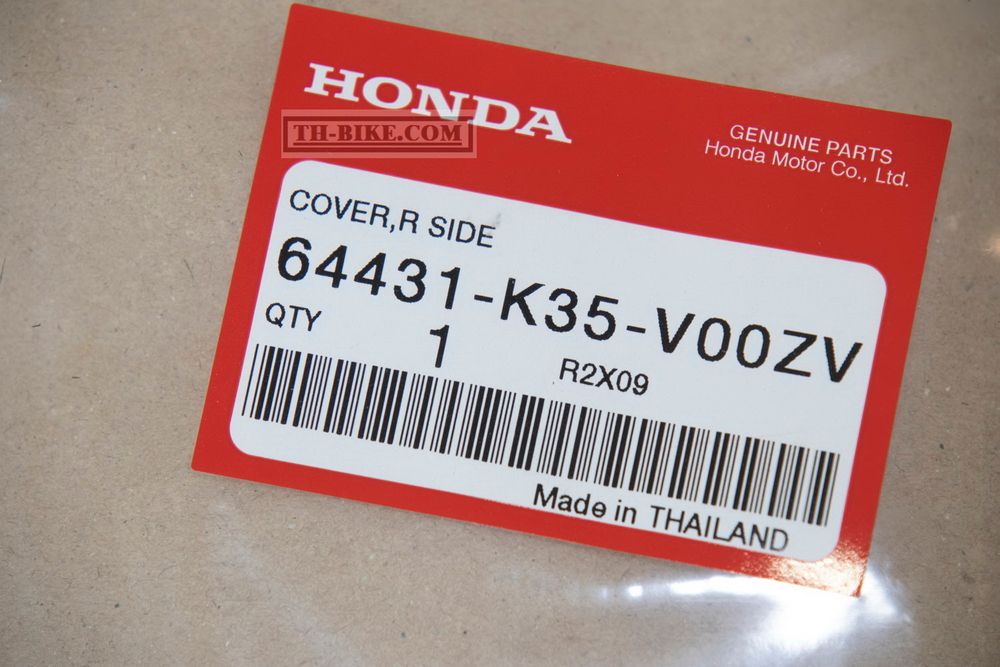 HONDA
TH-BIKE.COM
GENUINE PARTS
Honda Motor Co., Ltd.
COVER,R SIDE
64431-K35-V00ZV
QTY 1 R2X09
Made in THAILAND